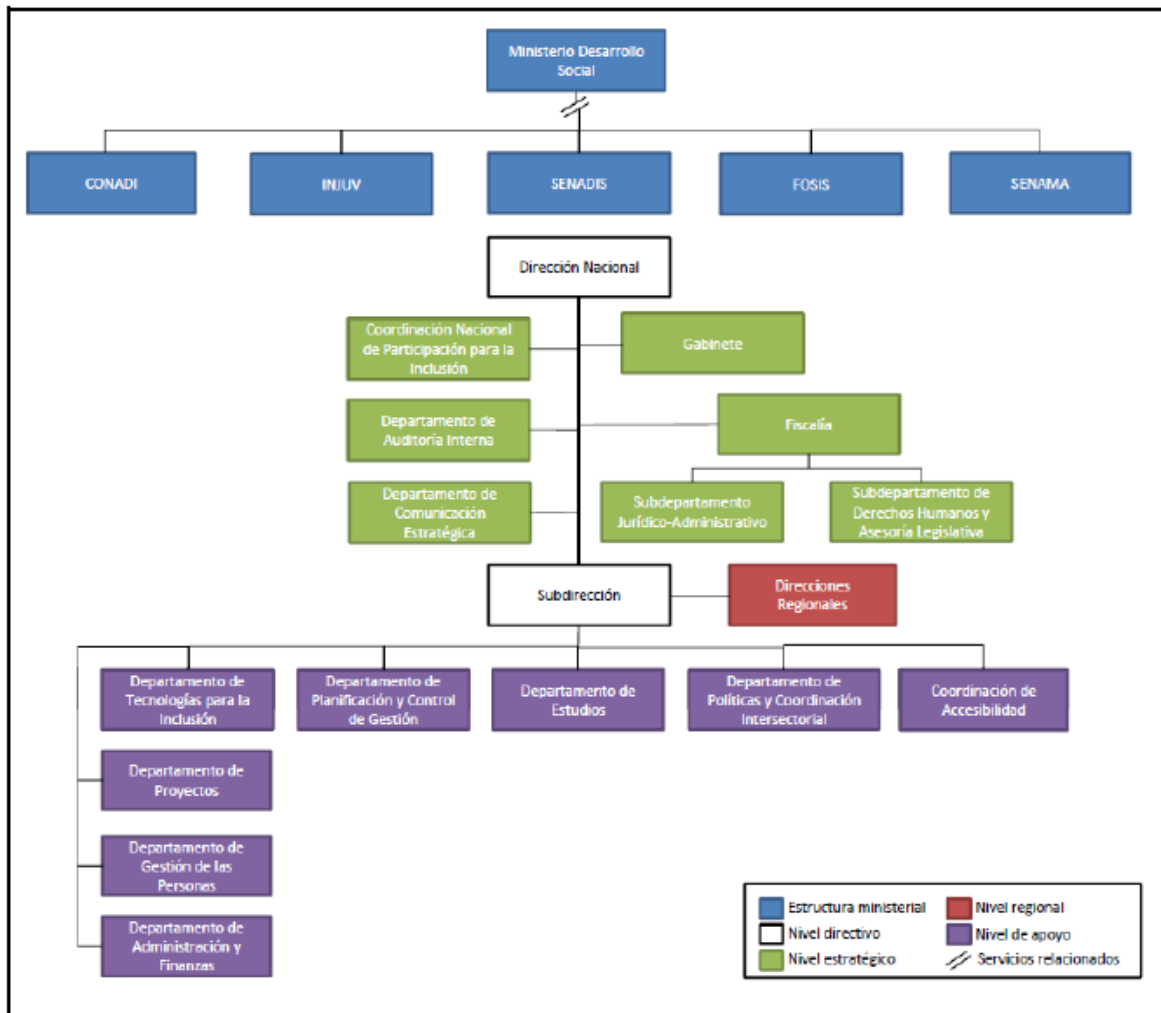 Ministerio Desarrollo
Social
CONADI
INJUV
SENADIS
FOSIS
SENAMA
Dirección Nacional
Coordinación Nacional
de Participación para la
Inclusión
Gabinete
Departamento de
Auditoría Interna
Fiscalía
Departamento de
Comunicación
Estratégica
Subdepartamento
Jurídico-Administrativo
Subdepartamento de
Derechos Humanos y
Asesoría Legislativa
Subdirección
Direcciones
Regionales
Departamento de
Tecnologías para la
Inclusión
Departamento de
Planificación y Control
de Gestión
Departamento de
Estudios
Departamento de
Políticas y Coordinación
Intersectorial
Coordinación de
Accesibilidad
Departamento de
Proyectos
Departamento de
Gestión de las
Personas
Departamento de
Administración y
Finanzas
Estructura ministerial
Nivel directivo
Nivel estratégico
Nivel regional
Nivel de apoyo
Servicios relacionados